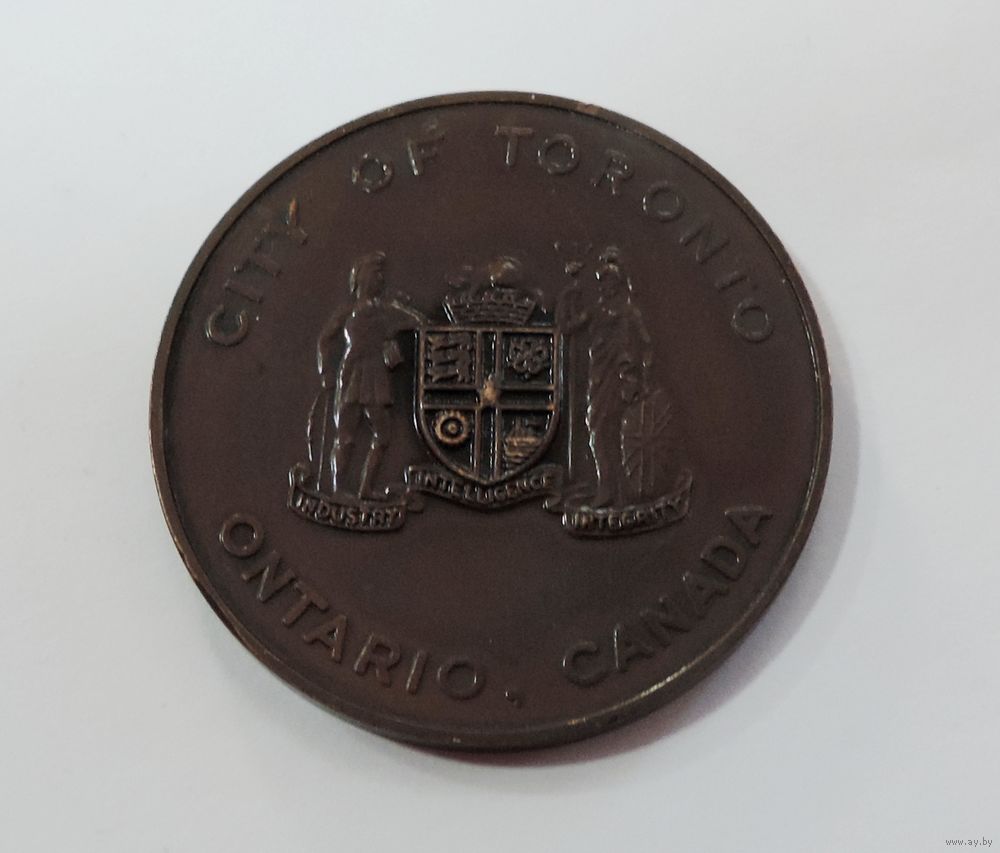 CITY OF TORONTO
INDUSTRY
INTELLIGENCE
INTEGRITY
ONTARIO, CANADA
www.ay.by